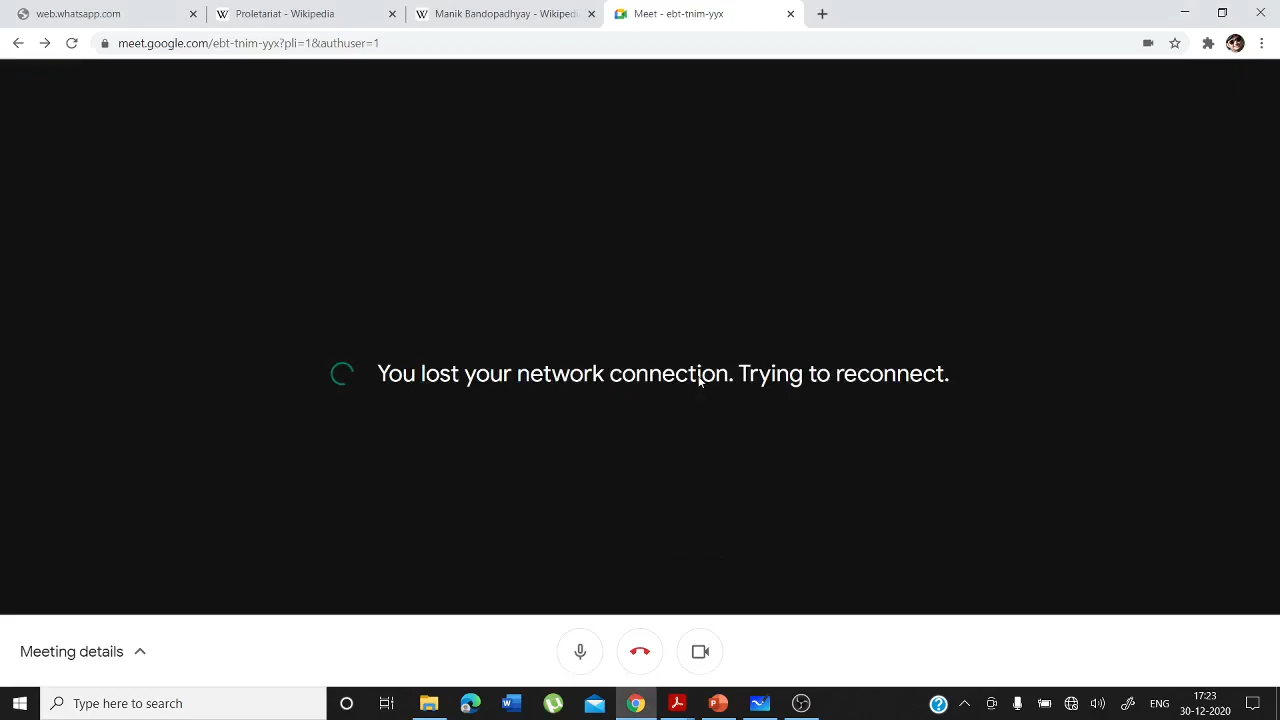 web.whatsapp.com
Proletariat - Wikipedia
Manik Bandopadhyay - Wikiped
Meet - ebt-tnim-yyx
meet.google.com/ebt-tnim-yyx?pli=1&authuser=1
You lost your network connection. Trying to reconnect.
Meeting details
Type here to search
ENG
17:23
30-12-2020